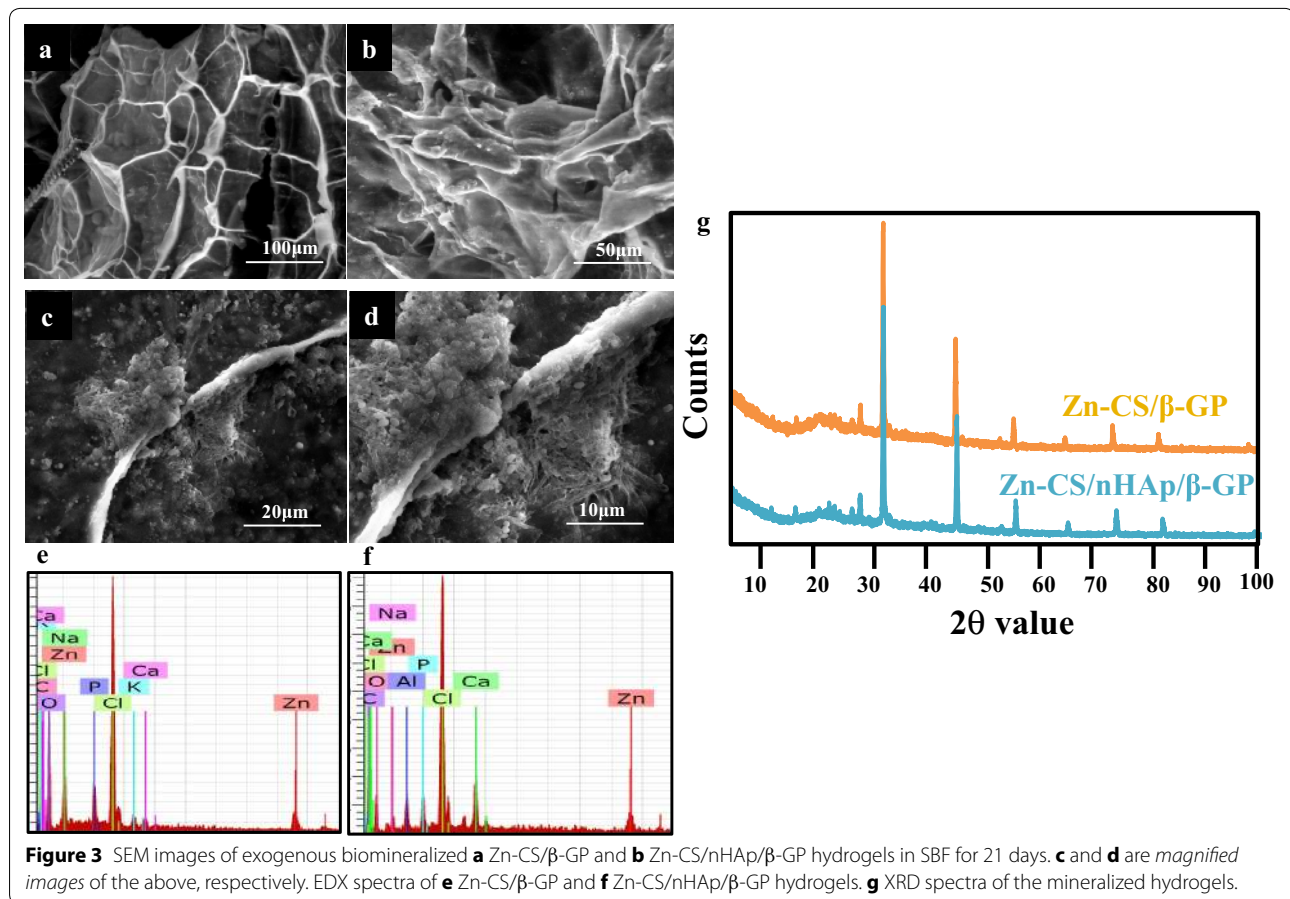 a
b
100μm
50μm
c
d
20μm
10μm
e
f
Ca
Na
Zn
Cl
C
O
P
Cl
K
Ca
Zn
Na
Ca
Zn
Cl
O
C
Al
P
Cl
Ca
Zn
g
Counts
Zn-CS/β-GP
Zn-CS/nHAp/β-GP
10 20 30 40 50 60 70 80 90 100
2θ value
Figure 3 SEM images of exogenous biomineralized a Zn-CS/β-GP and b Zn-CS/nHAp/β-GP hydrogels in SBF for 21 days. c and d are magnified
images of the above, respectively. EDX spectra of e Zn-CS/β-GP and f Zn-CS/nHAp/β-GP hydrogels. g XRD spectra of the mineralized hydrogels.